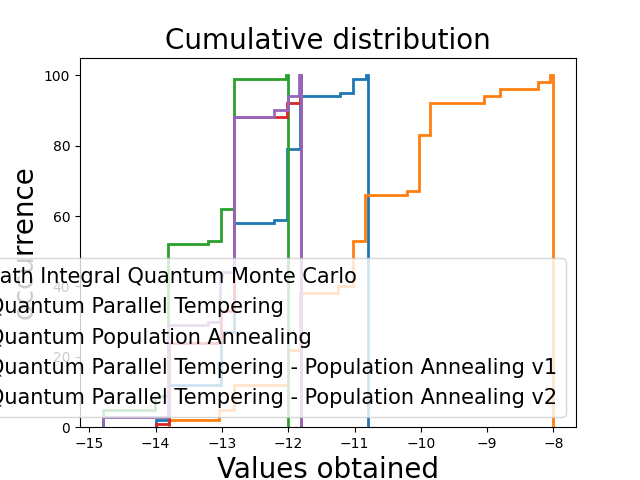 Cumulative distribution
100
80
60
40
20
0
occurrence
ath Integral Quantum Monte Carlo
Quantum Parallel Tempering
Quantum Population Annealing
Quantum Parallel Tempering - Population Annealing v1
Quantum Parallel Tempering - Population Annealing v2
−15 −14 −13 −12 −11 −10 −9 −8
Values obtained